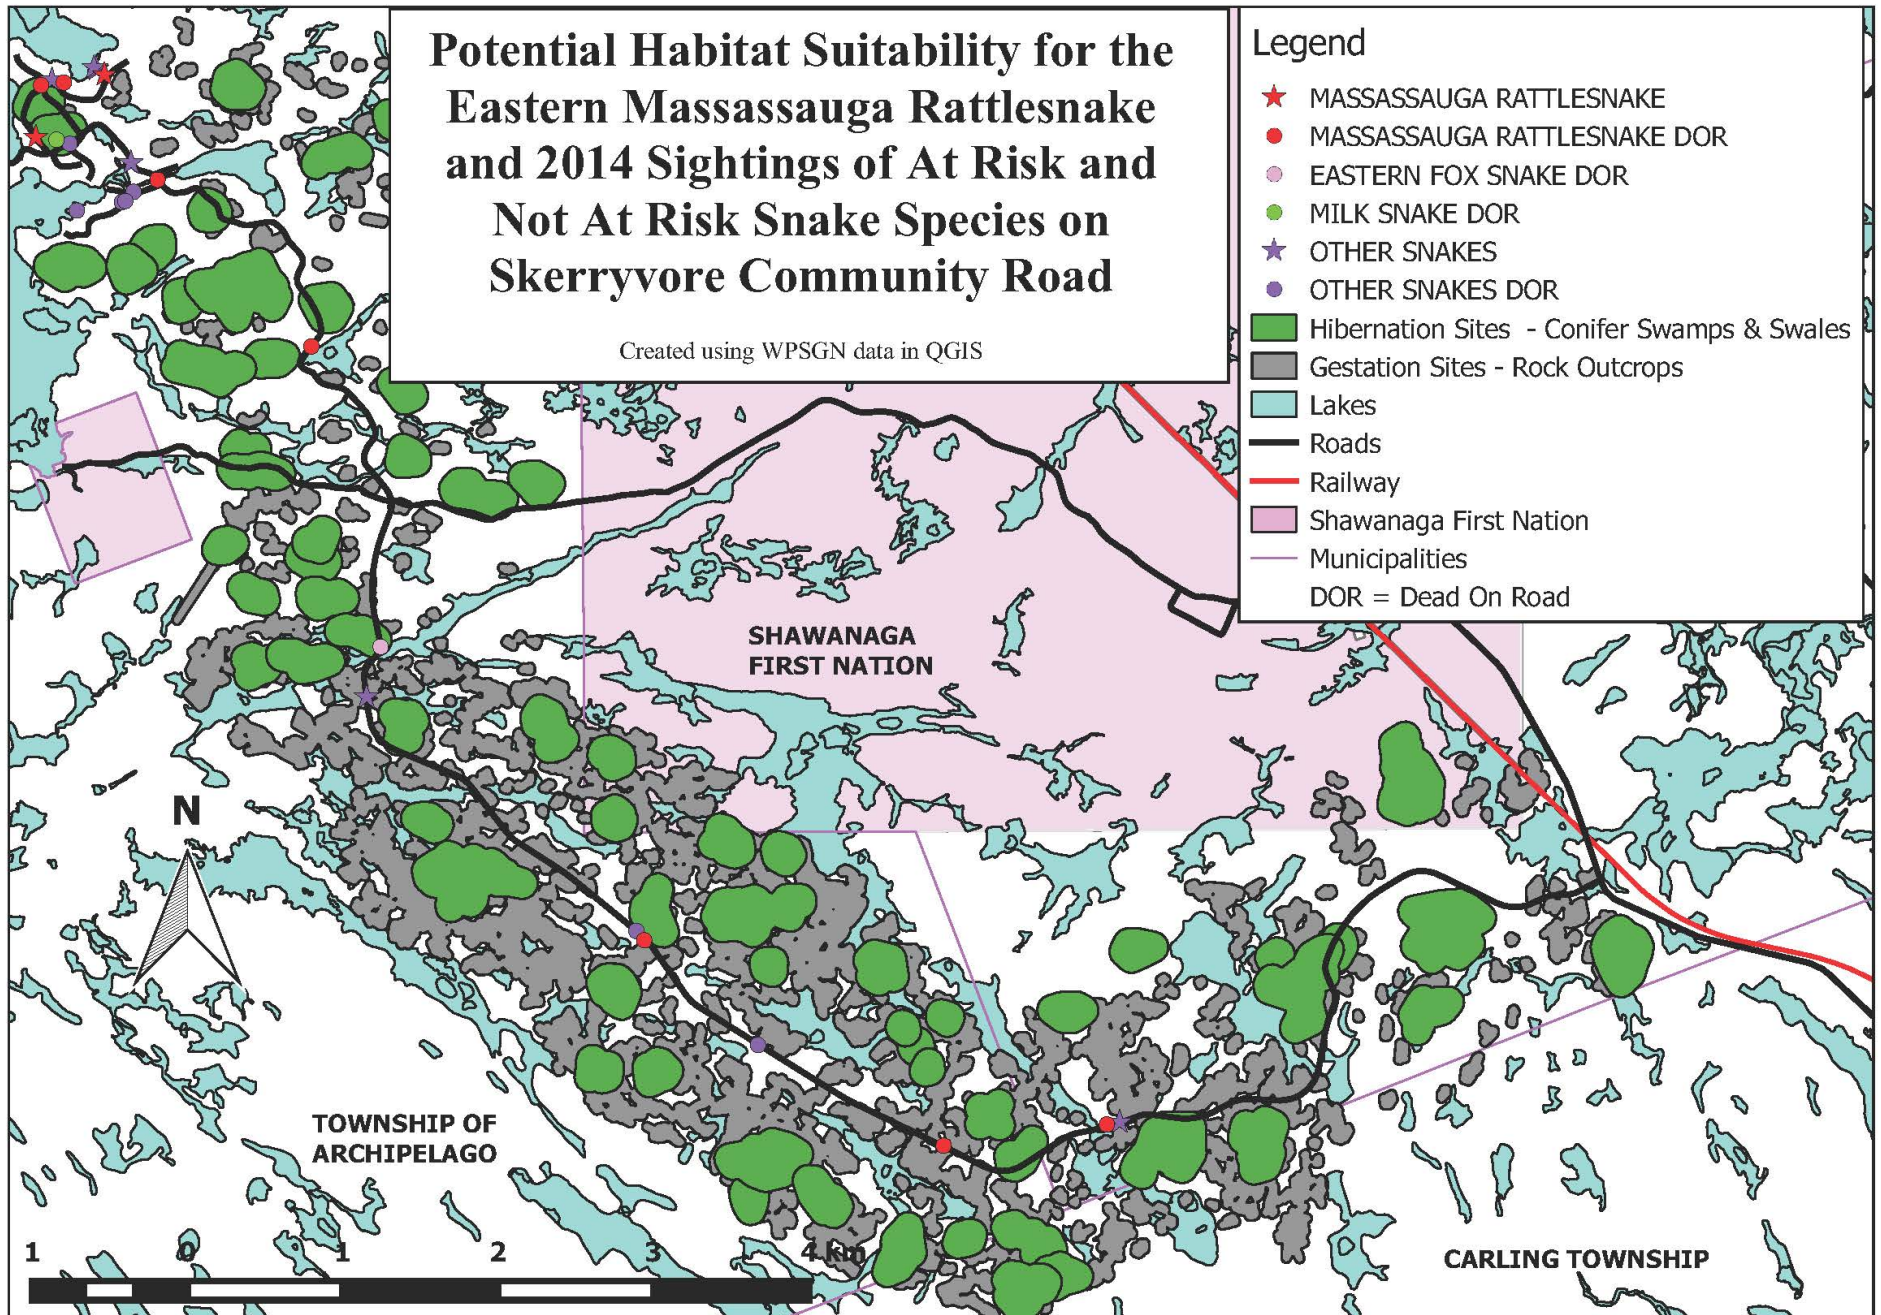 Potential Habitat Suitability for the
Eastern Massassauga Rattlesnake
and 2014 Sightings of At Risk and
Not At Risk Snake Species on
Skerryvore Community Road
Created using WPSGN data in QGIS
Legend
MASSASSAUGA RATTLESNAKE
MASSASSAUGA RATTLESNAKE DOR
EASTERN FOX SNAKE DOR
MILK SNAKE DOR
OTHER SNAKES
OTHER SNAKES DOR
Hibernation Sites - Conifer Swamps & Swales
Gestation Sites - Rock Outcrops
Lakes
Roads
Railway
Shawanaga First Nation
Municipalities
DOR = Dead On Road
SHAWANAGA
FIRST NATION
N
TOWNSHIP OF
ARCHIPELAGO
CARLING TOWNSHIP
1 0 1 2 3 4 km